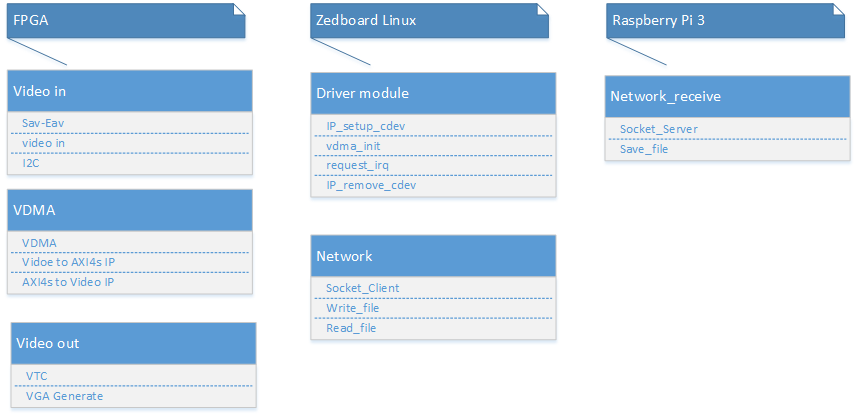 FPGA
Video in
Sav-Eav
video in
I2C
VDMA
VDMA
Vidoe to AXI4s IP
AXI4s to Video IP
Video out
VTC
VGA Generate
Zedboard Linux
Driver module
IP_setup_cdev
vdma_init
request_irq
IP_remove_cdev
Network
Socket_Client
Write_file
Read_file
Raspberry Pi 3
Network_receive
Socket_Server
Save_file